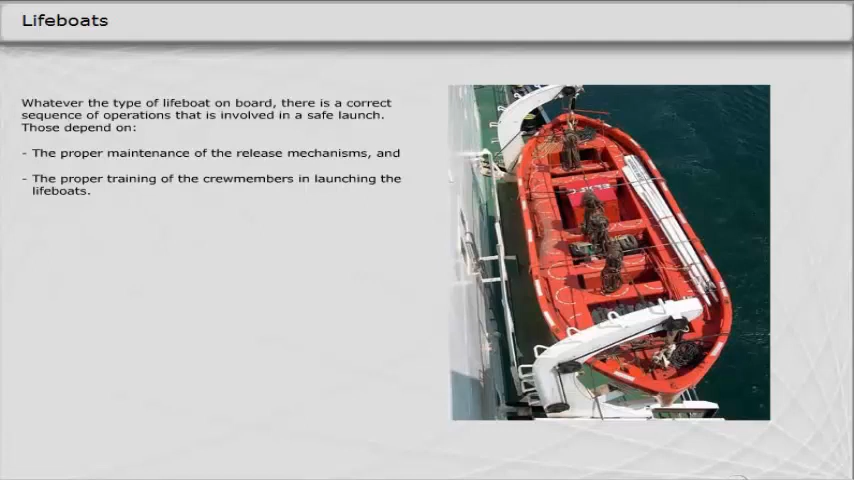 Lifeboats
Whatever the type of lifeboat on board, there is a correct
sequence of operations that is involved in a safe launch.
Those depend on:
- The proper maintenance of the release mechanisms, and
- The proper training of the crewmembers in launching the
lifeboats.